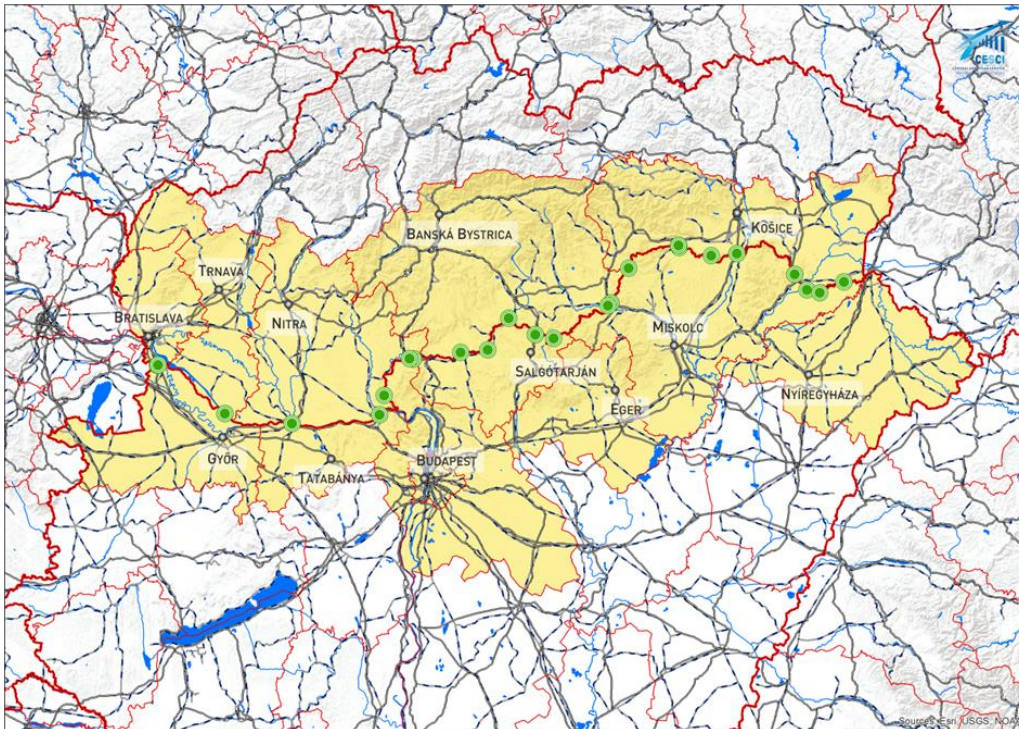 CESCI
KOŠICE
BANSKÁ BYSTRICA
TRNAVA
BRATISLAVA
NITRA
MISKOLC
SALGÓTARJÁN
NYÍREGYHÁZA
EGER
GYŐR
BUDAPEST
TATABÁNYA
Sources: Esri, USGS, NOAA